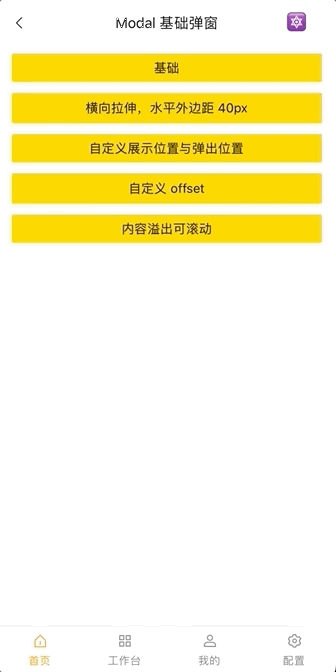 Modal 基础弹窗
基础
横向拉伸，水平外边距 40px
自定义展示位置与弹出位置
自定义 offset
内容溢出可滚动
首页 工作台 我的 配置